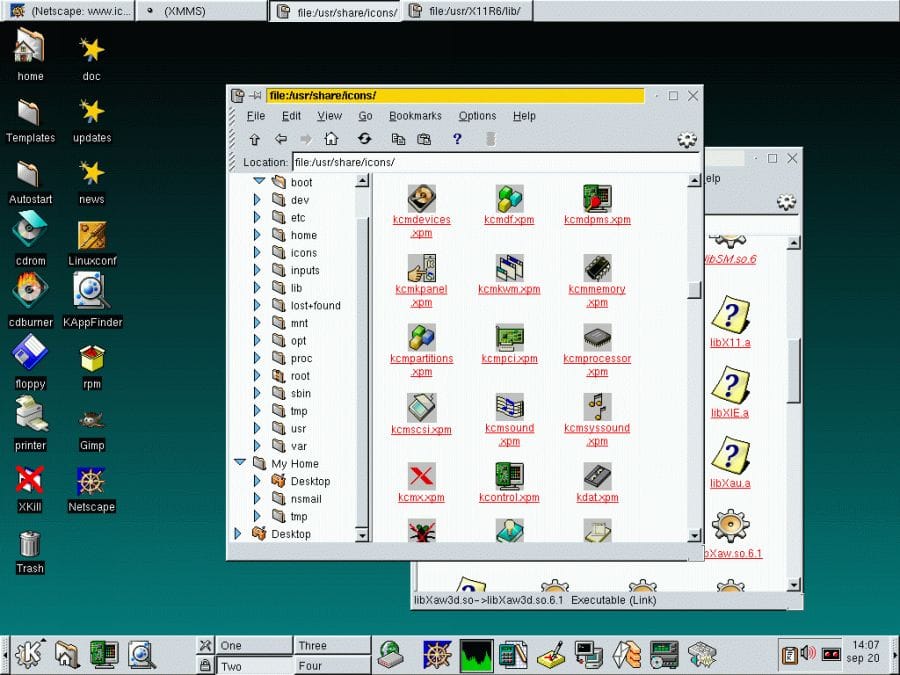 (Netscape: www.ic...
(XMMS)
file:/usr/share/icons/
file:/usr/X11R6/lib/
home
doc
Templates
updates
Autostart
news
cdrom
Linuxconf
cdburner
KAppFinder
floppy
rpm
printer
Gimp
XKill
Netscape
Trash
file:/usr/share/icons/
File Edit View Go Bookmarks Options Help
Location: file:/usr/share/icons/
boot
dev
etc
home
icons
inputs
lib
lost+found
mnt
opt
proc
root
sbin
tmp
usr
var
My Home
Desktop
nsmail
tmp
Desktop
kcmdevices
.xpm
kcmdf.xpm
kcmdpms.xpm
kcmkpanel
.xpm
kcmkwm.xpm
kcmmemory
.xpm
kcmpartitions
.xpm
kcmpci.xpm
kcmprocessor
.xpm
kcmscsi.xpm
kcmsound
.xpm
kcmsyssound
.xpm
kcmx.xpm
kcontrol.xpm
kdat.xpm
elp
libSM.so.6
libX11.a
libXIE.a
libXau.a
bXaw.so.6.1
libXaw3d.so->libXaw3d.so.6.1 Executable (Link)
One
Three
Two
Four
14:07
sep 20